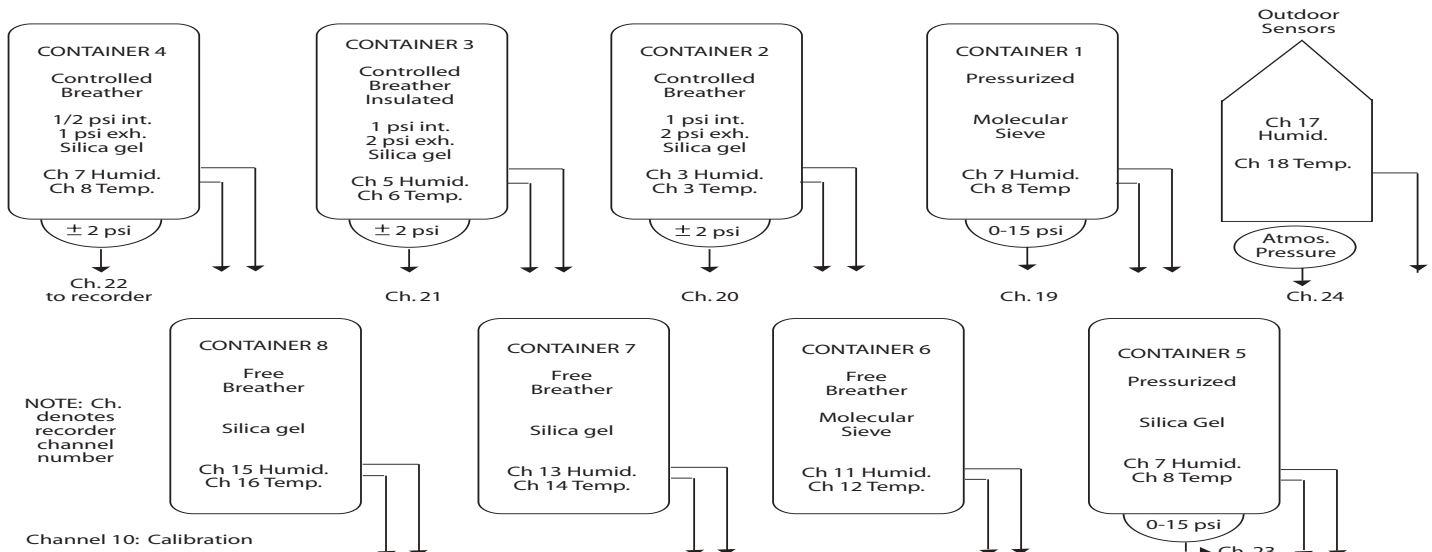 CONTAINER 4
Controlled
Breather
1/2 psi int.
1 psi exh.
Silica gel
Ch 7 Humid.
Ch 8 Temp.
± 2 psi
Ch. 22
to recorder
CONTAINER 3
Controlled
Breather
Insulated
1 psi int.
2 psi exh.
Silica gel
Ch 5 Humid.
Ch 6 Temp.
± 2 psi
Ch. 21
CONTAINER 2
Controlled
Breather
1 psi int.
2 psi exh.
Silica gel
Ch 3 Humid.
Ch 3 Temp.
± 2 psi
Ch. 20
CONTAINER 1
Pressurized
Molecular
Sieve
Ch 7 Humid.
Ch 8 Temp
0-15 psi
Ch. 19
Outdoor
Sensors
Ch 17
Humid.
Ch 18 Temp.
Atmos.
Pressure
Ch. 24
NOTE: Ch.
denotes
recorder
channel
number
CONTAINER 8
Free
Breather
Silica gel
Ch 15 Humid.
Ch 16 Temp.
CONTAINER 7
Free
Breather
Silica gel
Ch 13 Humid.
Ch 14 Temp.
CONTAINER 6
Free
Breather
Molecular
Sieve
Ch 11 Humid.
Ch 12 Temp.
CONTAINER 5
Pressurized
Silica Gel
Ch 7 Humid.
Ch 8 Temp
0-15 psi
Ch. 23
Channel 10: Calibration